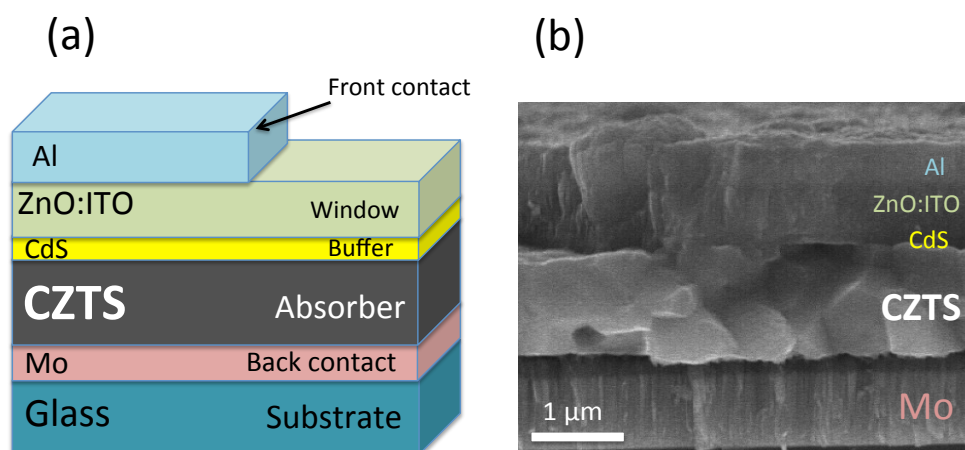 (a)
Front contact
Al
ZnO:ITO Window
CdS Buffer
CZTS Absorber
Mo Back contact
Glass Substrate
(b)
Al
ZnO:ITO
CdS
CZTS
Mo
1 μm